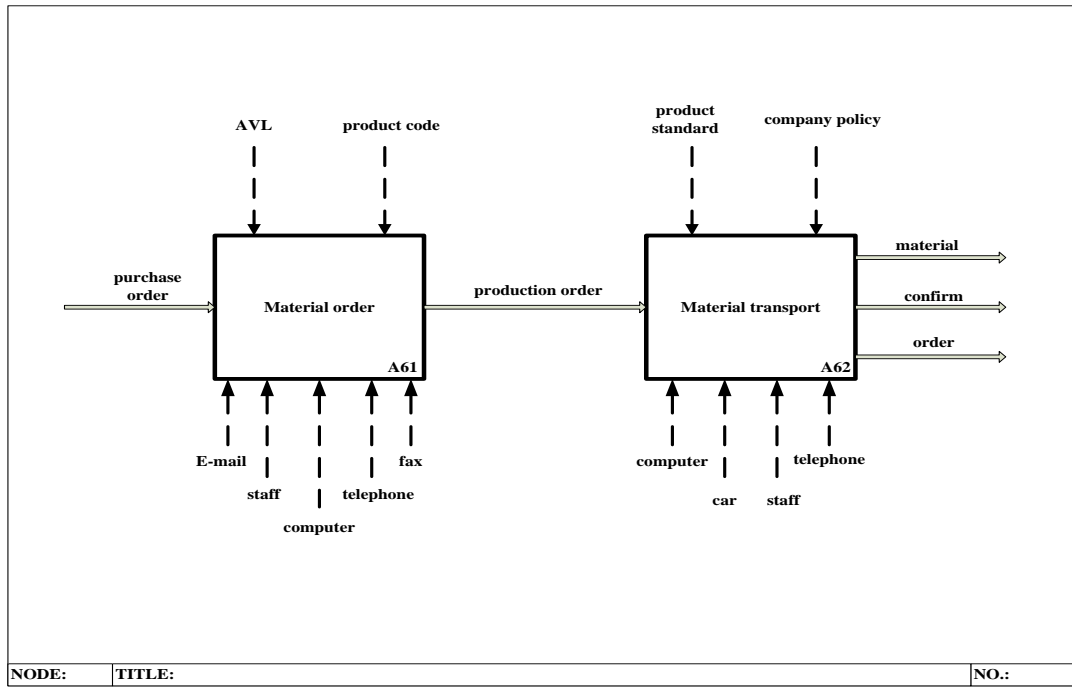 AVL
product code
product
standard
company policy
purchase
order
Material order
A61
production order
Material transport
A62
material
confirm
order
E-mail
staff
computer
telephone
fax
computer
car
staff
telephone
NODE:
TITLE:
NO.: